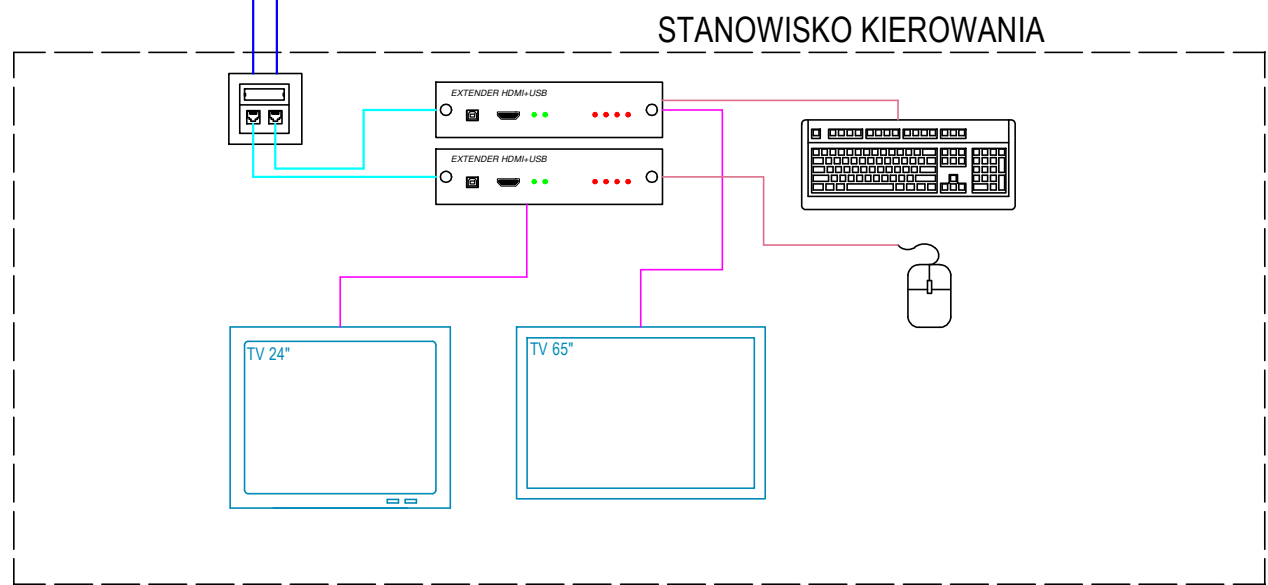 STANOWISKO KIEROWANIA
EXTENDER HDMI+USB
EXTENDER HDMI+USB
TV 24"
TV 65"